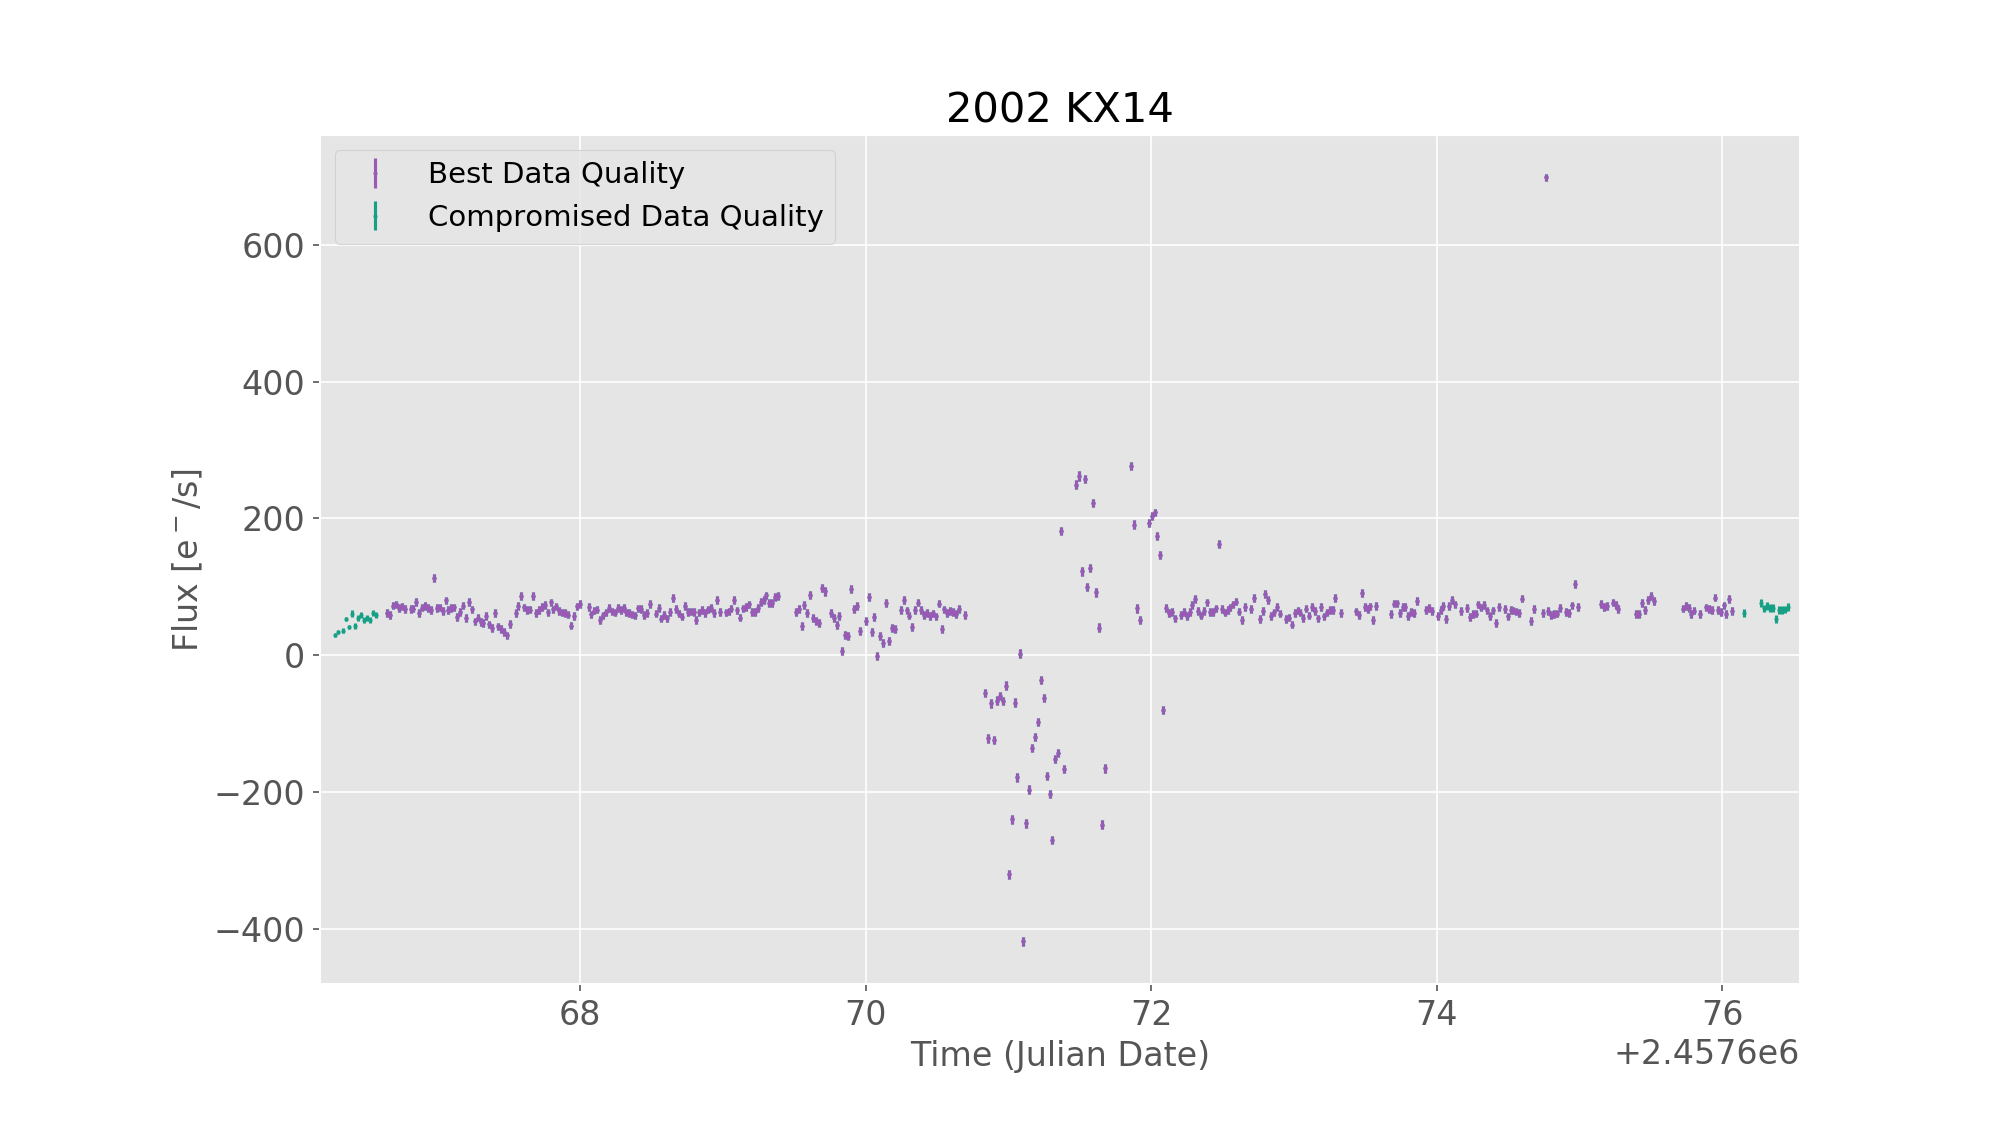 2002 KX14
Best Data Quality
Compromised Data Quality
600
400
200
0
−200
−400
Flux [e⁻/s]
68 70 72 74 76
Time (Julian Date)
+2.4576e6